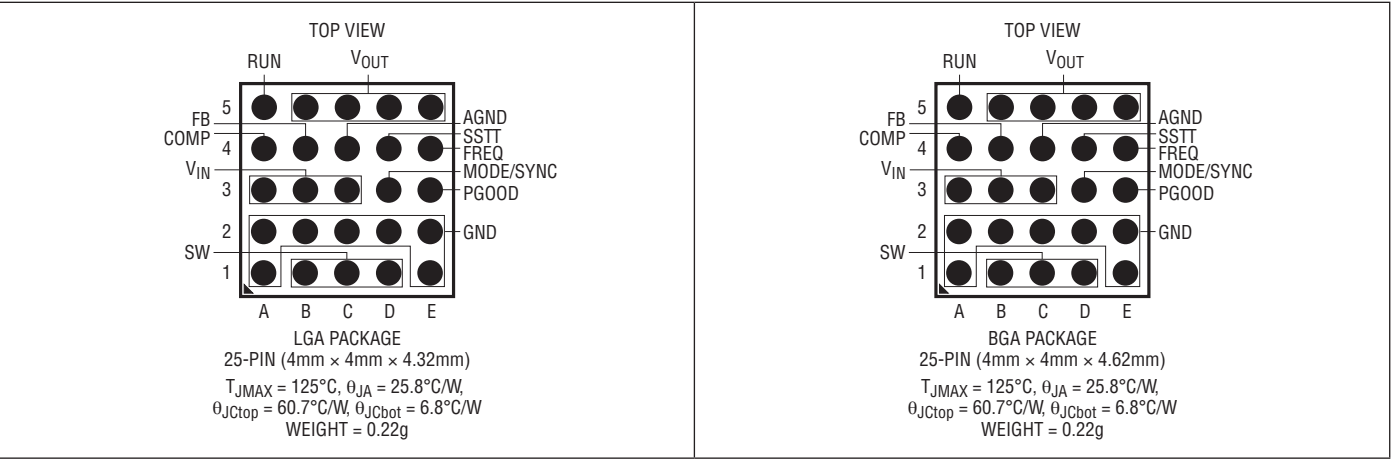 TOP VIEW
RUN
VOUT
5
FB
AGND
COMP
4
SSTT
FREQ
VIN
MODE/SYNC
3
PGOOD
2
GND
SW
1
A B C D E
LGA PACKAGE
25-PIN (4mm × 4mm × 4.32mm)
TJMAX = 125°C, θJA = 25.8°C/W,
θJCtop = 60.7°C/W, θJCbot = 6.8°C/W
WEIGHT = 0.22g
TOP VIEW
RUN
VOUT
5
FB
AGND
COMP
4
SSTT
FREQ
VIN
MODE/SYNC
3
PGOOD
2
GND
SW
1
A B C D E
BGA PACKAGE
25-PIN (4mm × 4mm × 4.62mm)
TJMAX = 125°C, θJA = 25.8°C/W,
θJCtop = 60.7°C/W, θJCbot = 6.8°C/W
WEIGHT = 0.22g